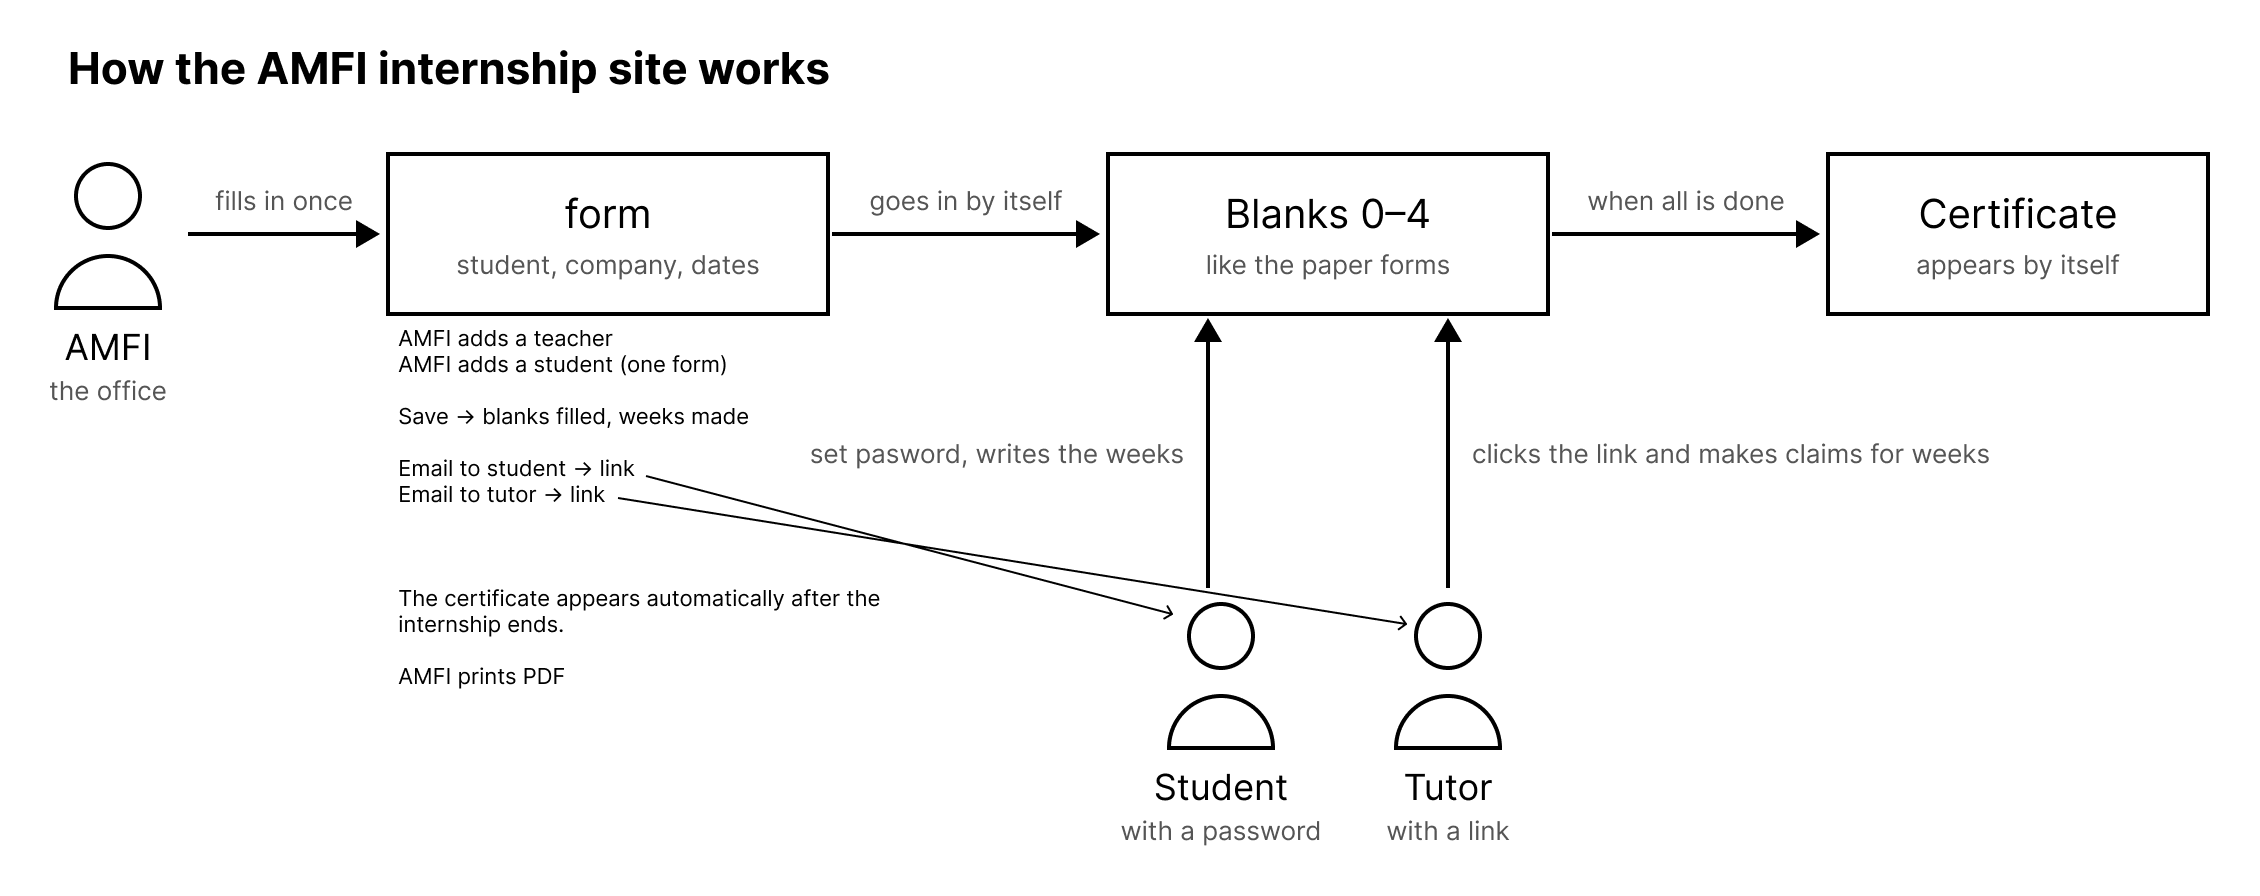 How the AMFI internship site works
AMFI
the office
fills in once
form
student, company, dates
goes in by itself
Blanks 0–4
like the paper forms
when all is done
Certificate
appears by itself
AMFI adds a teacher
AMFI adds a student (one form)
Save → blanks filled, weeks made
Email to student → link
Email to tutor → link
The certificate appears automatically after the
internship ends.
AMFI prints PDF
set pasword, writes the weeks
clicks the link and makes claims for weeks
Student
with a password
Tutor
with a link